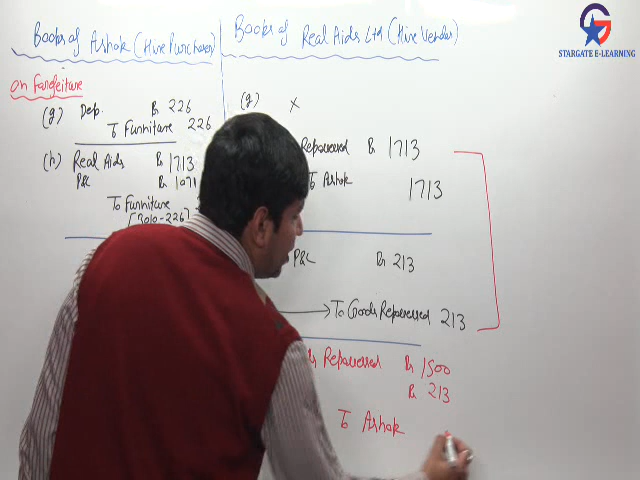 Books of Ashok (Hire Purchaser)
Books of Real Aids Ltd (Hire Vendor)
STARGATE E-LEARNING
On Forefeiture
(g) Dep. Dr 226
To Furniture 226
(h) Real Aids Dr 1713
P&L Dr 1071
To Furniture
[3010-226]
(g) X
Repossessed Dr 1713
To Ashok 1713
P&L Dr 213
To Goods Repossessed 213
Repossessed Dr 1500
Dr 213
To Ashok